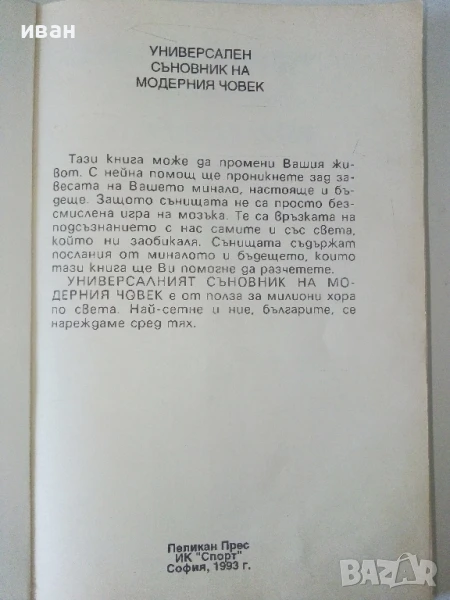 иван
УНИВЕРСАЛЕН
СЪНОВНИК НА
МОДЕРНИЯ ЧОВЕК
Тази книга може да промени Вашия жи-
вот. С нейна помощ ще проникнете зад за-
весата на Вашето минало, настояще и бъ-
деще. Защото сънищата не са просто без-
смислена игра на мозъка. Те са връзката на
подсъзнанието с нас самите и със света,
който ни заобикаля. Сънищата съдържат
послания от миналото и бъдещето, които
тази книга ще Ви помогне да разчетете.
УНИВЕРСАЛНИЯТ СЪНОВНИК НА МО-
ДЕРНИЯ ЧОВЕК е от полза за милиони хора
по света. Най-сетне и ние, българите, се
нареждаме сред тях.
Пеликан Прес
ИК "Спорт"
София, 1993 г.
BAZAR.bg